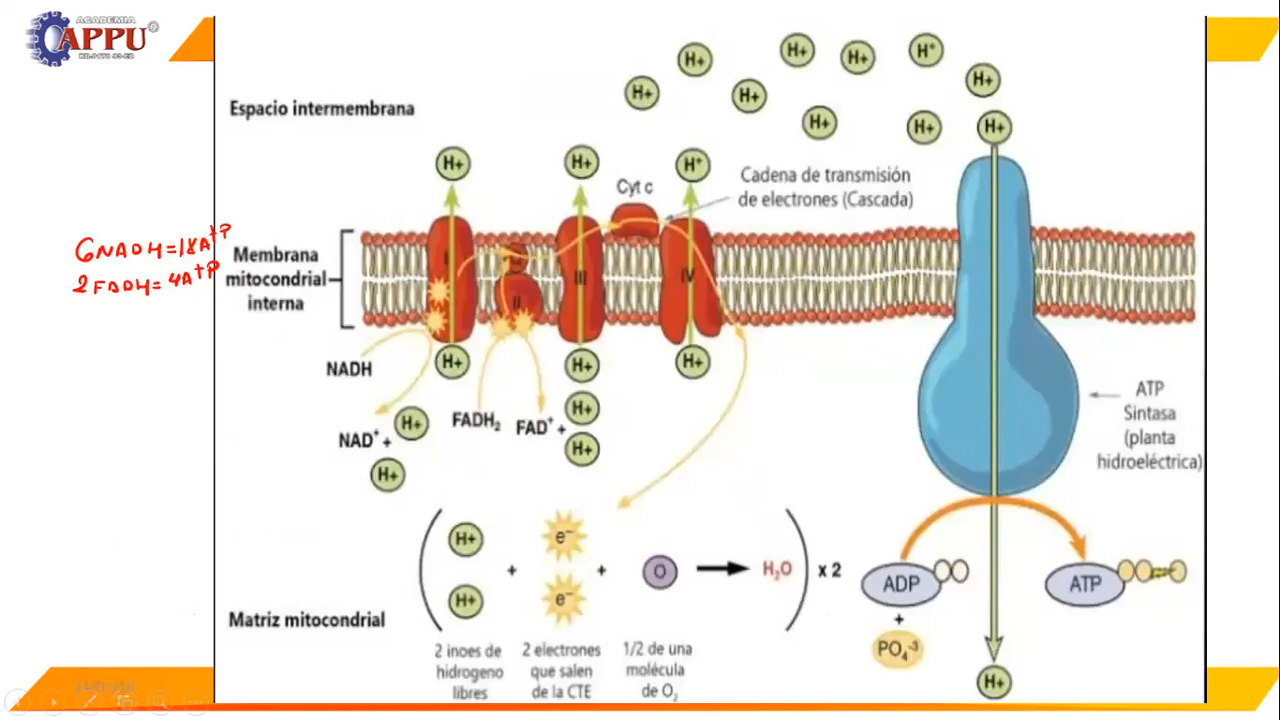 ACADEMIA
APPU
Espacio intermembrana
H+ H+ H+ H+ H+ H+ H+ H+ H+ H+
H+ H+ H+
Cyt c
Cadena de transmisión
de electrones (Cascada)
6NADH=18AtP
2FADH=4AtP
Membrana
mitocondrial
interna
I II III IV
H+ H+ H+
NADH
NAD+ + H+
H+
FADH2
FAD+ + H+
H+
ATP
Sintasa
(planta
hidroeléctrica)
H+ + e- + O → H2O x 2
H+ e-
2 inoes de
hidrogeno
libres
2 electrones
que salen
de la CTE
1/2 de una
molécula
de O2
ADP
+
PO4-3
ATP
H+
Matriz mitocondrial